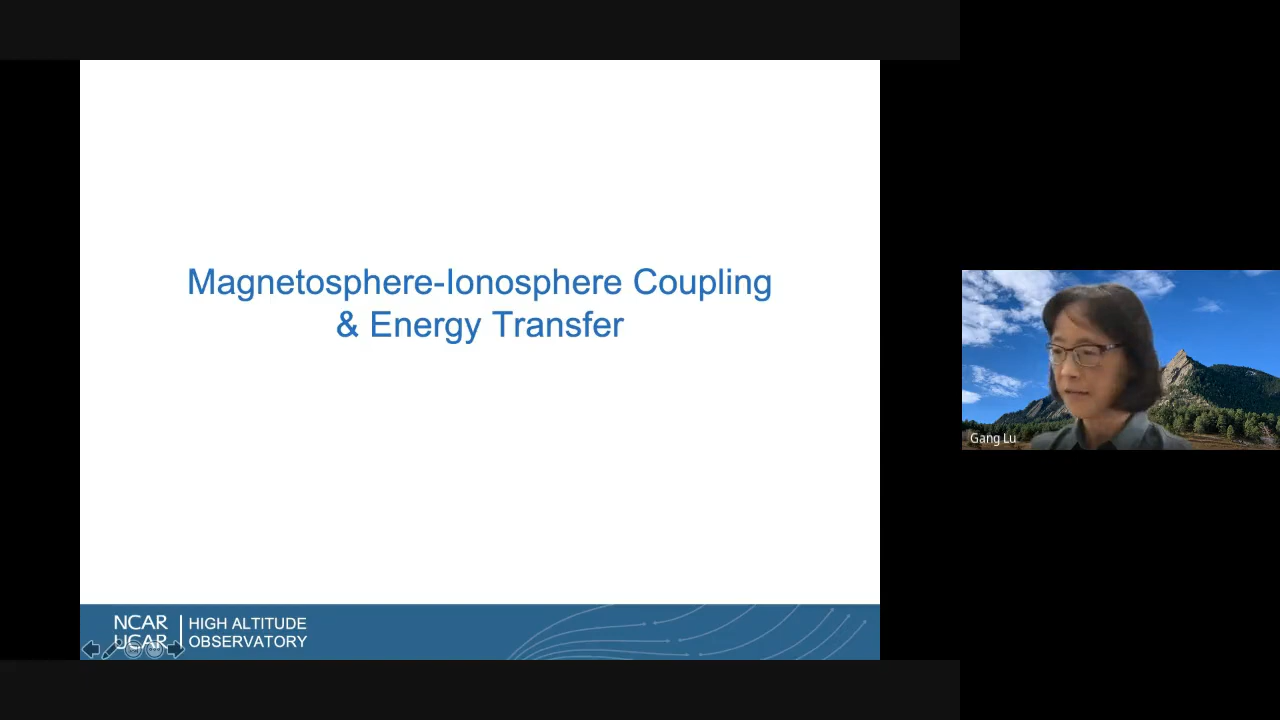 Magnetosphere-Ionosphere Coupling
& Energy Transfer
NCAR
UCAR
HIGH ALTITUDE
OBSERVATORY
Gang Lu